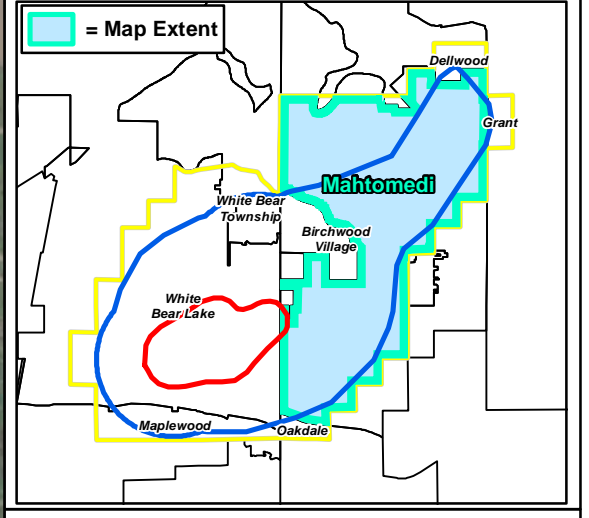 = Map Extent
Dellwood
Grant
Mahtomedi
White Bear
Township
Birchwood
Village
White
Bear Lake
Maplewood
Oakdale